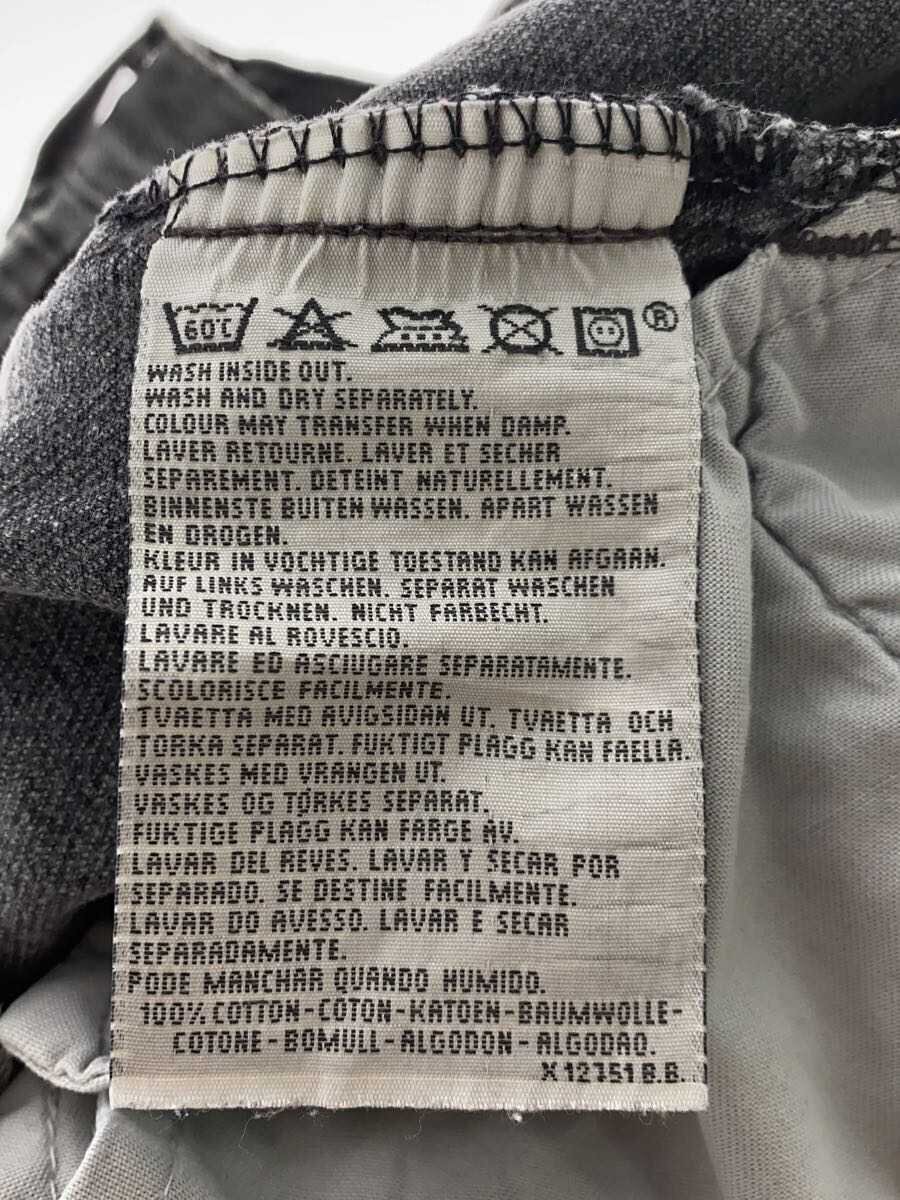 60°C
®
WASH INSIDE OUT.
WASH AND DRY SEPARATELY.
COLOUR MAY TRANSFER WHEN DAMP.
LAVER RETOURNE. LAVER ET SECHER
SEPAREMENT. DETEINT NATURELLEMENT.
BINNENSTE BUITEN WASSEN. APART WASSEN
EN DROGEN.
KLEUR IN VOCHTIGE TOESTAND KAN AFGAAN.
AUF LINKS WASCHEN. SEPARAT WASCHEN
UND TROCKNEN. NICHT FARBECHT.
LAVARE AL ROVESCIO.
LAVARE ED ASCIUGARE SEPARATAMENTE.
SCOLORISCE FACILMENTE.
TVAETTA MED AVIGSIDAN UT. TVAETTA OCH
TORKA SEPARAT. FUKTIGT PLAGG KAN FAELLA.
VASKES MED VRANGEN UT.
VASKES OG TØRKES SEPARAT.
FUKTIGE PLAGG KAN FARGE AV.
LAVAR DEL REVES. LAVAR Y SECAR POR
SEPARADO. SE DESTINE FACILMENTE.
LAVAR DO AVESSO. LAVAR E SECAR
SEPARADAMENTE.
PODE MANCHAR QUANDO HUMIDO.
100% COTTON-COTON-KATOEN-BAUMWOLLE-
COTONE-BOMULL-ALGODON-ALGODAO.
X 12751 B.B.